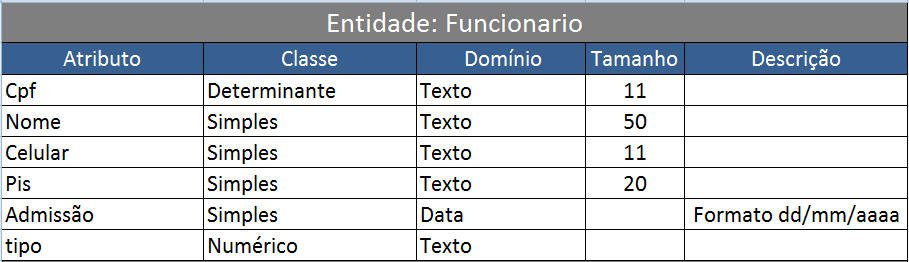 Entidade: Funcionario
Atributo Classe Domínio Tamanho Descrição
Cpf Determinante Texto 11
Nome Simples Texto 50
Celular Simples Texto 11
Pis Simples Texto 20
Admissão Simples Data Formato dd/mm/aaaa
tipo Numérico Texto